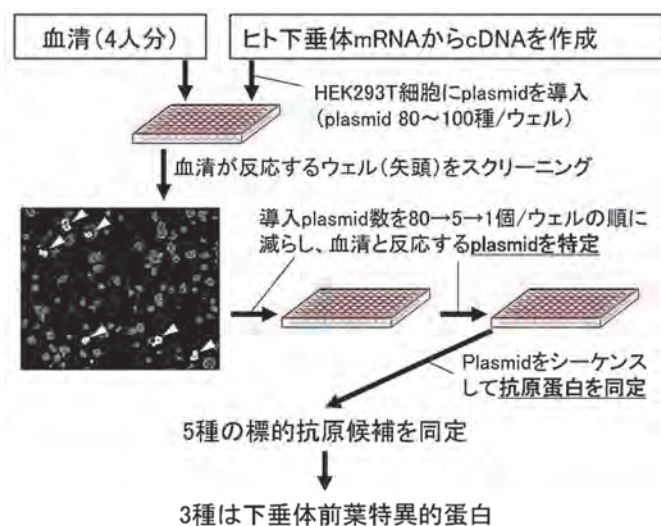 血清(4人分)
ヒト下垂体mRNAからcDNAを作成
HEK293T細胞にplasmidを導入
(plasmid 80～100種/ウェル)
血清が反応するウェル(矢頭)をスクリーニング
導入plasmid数を80→5→1個/ウェルの順に
減らし、血清と反応するplasmidを特定
Plasmidをシーケンス
して抗原蛋白を同定
5種の標的抗原候補を同定
3種は下垂体前葉特異的蛋白